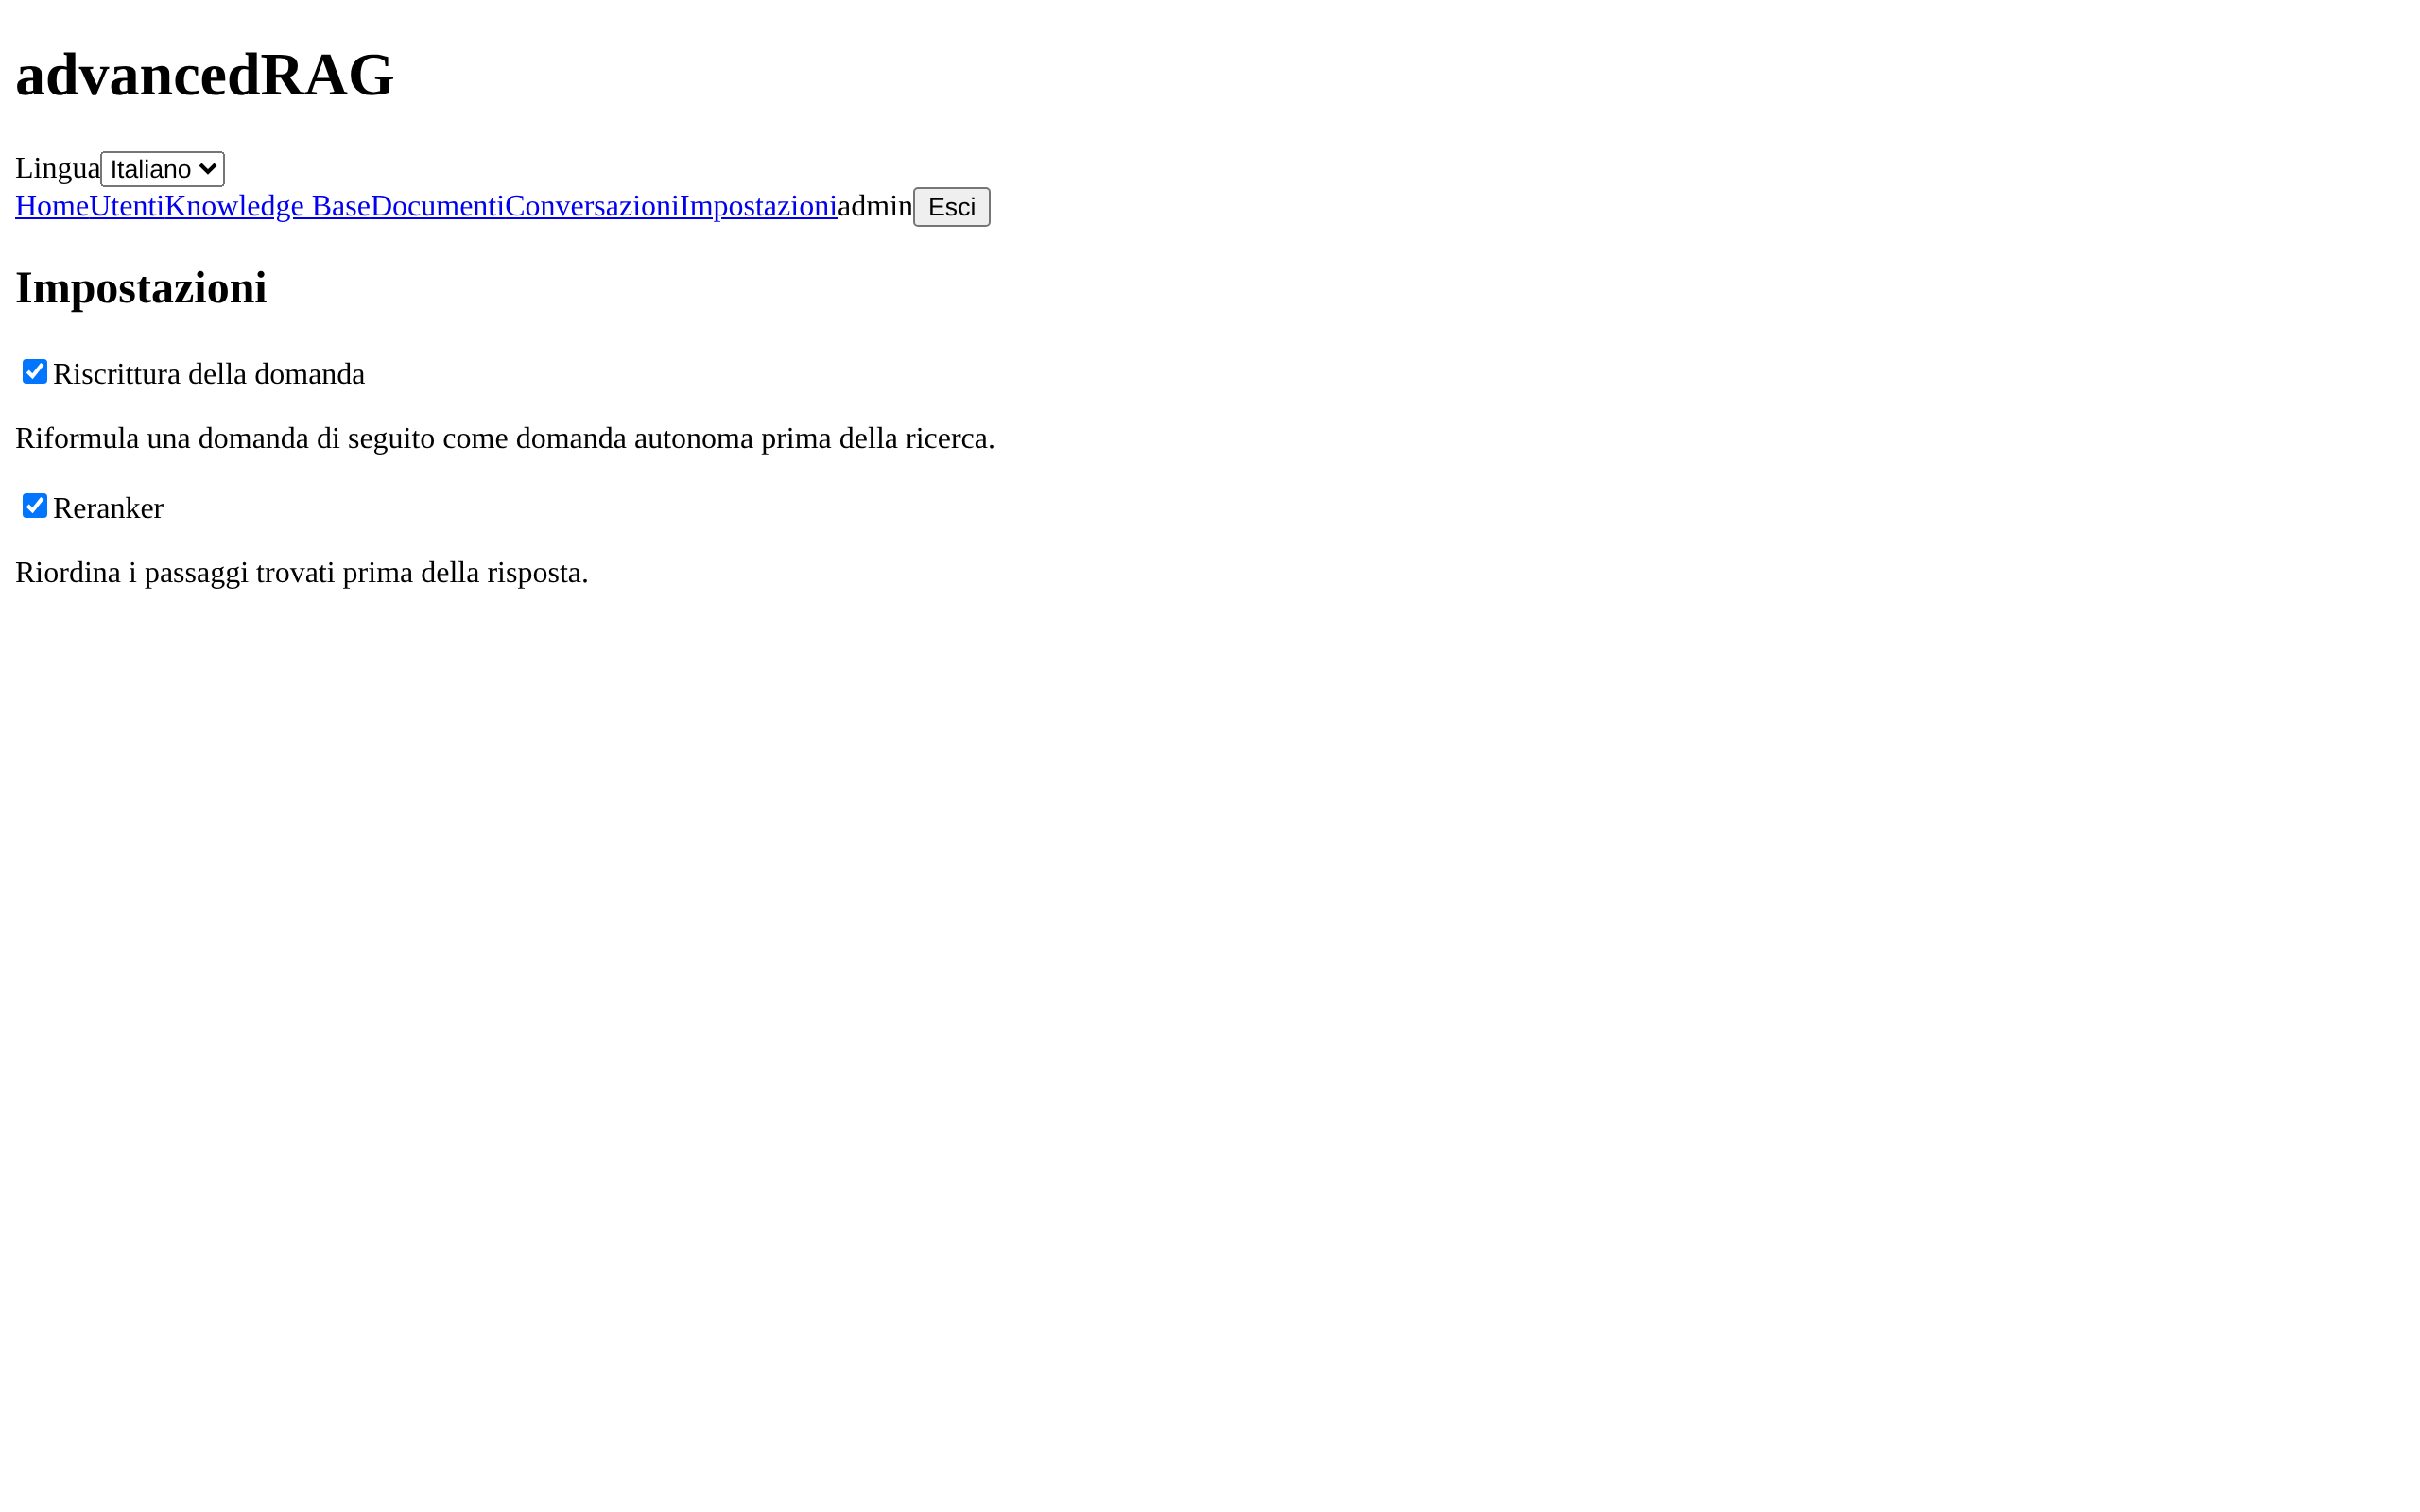 advancedRAG
Lingua Italiano
HomeUtentiKnowledge BaseDocumentiConversazioniImpostazioniadmin Esci
Impostazioni
Riscrittura della domanda
Riformula una domanda di seguito come domanda autonoma prima della ricerca.
Reranker
Riordina i passaggi trovati prima della risposta.